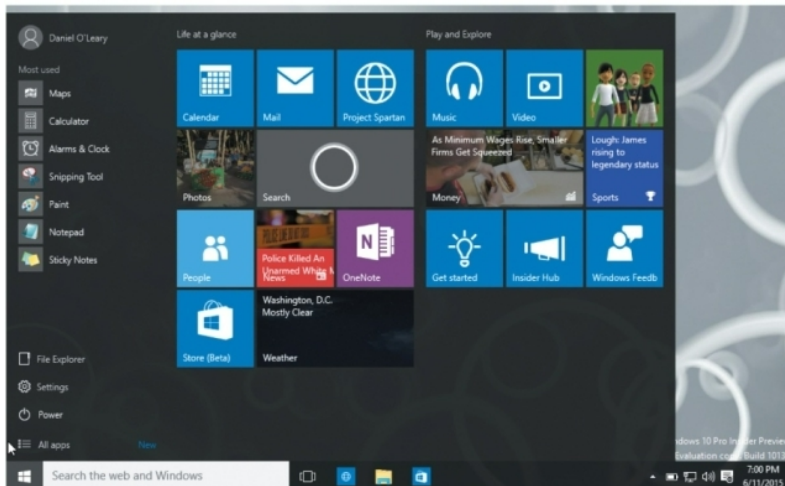 Daniel O'Leary
Most used
Maps
Calculator
Alarms & Clock
Snipping Tool
Paint
Notepad
Sticky Notes
File Explorer
Settings
Power
All apps
New
Life at a glance
Calendar
Mail
Project Spartan
Photos
Search
People
Police Killed An
Unarmed White M
News
OneNote
Store (Beta)
Washington, D.C.
Mostly Clear
Weather
Play and Explore
Music
Video
As Minimum Wages Rise, Smaller
Firms Get Squeezed
Money
Lough: James
rising to
legendary status
Sports
Get started
Insider Hub
Windows Feedb
dows 10 Pro Insider Preview
Evaluation copy. Build 1013
Search the web and Windows
7:00 PM
6/11/2015